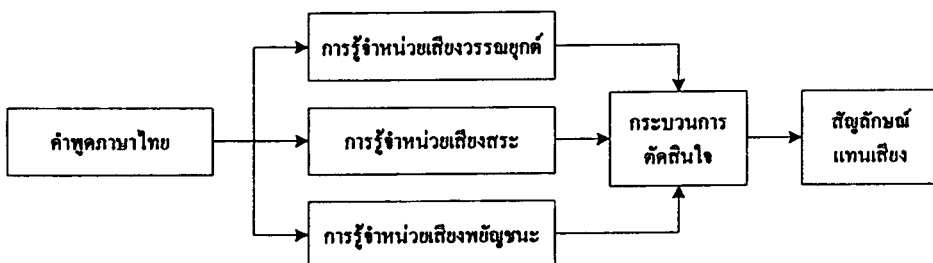 การรู้จำหน่วยเสียงวรรณยุกต์
คำพูดภาษาไทย
การรู้จำหน่วยเสียงสระ
กระบวนการ
ตัดสินใจ
สัญลักษณ์
แทนเสียง
การรู้จำหน่วยเสียงพยัญชนะ